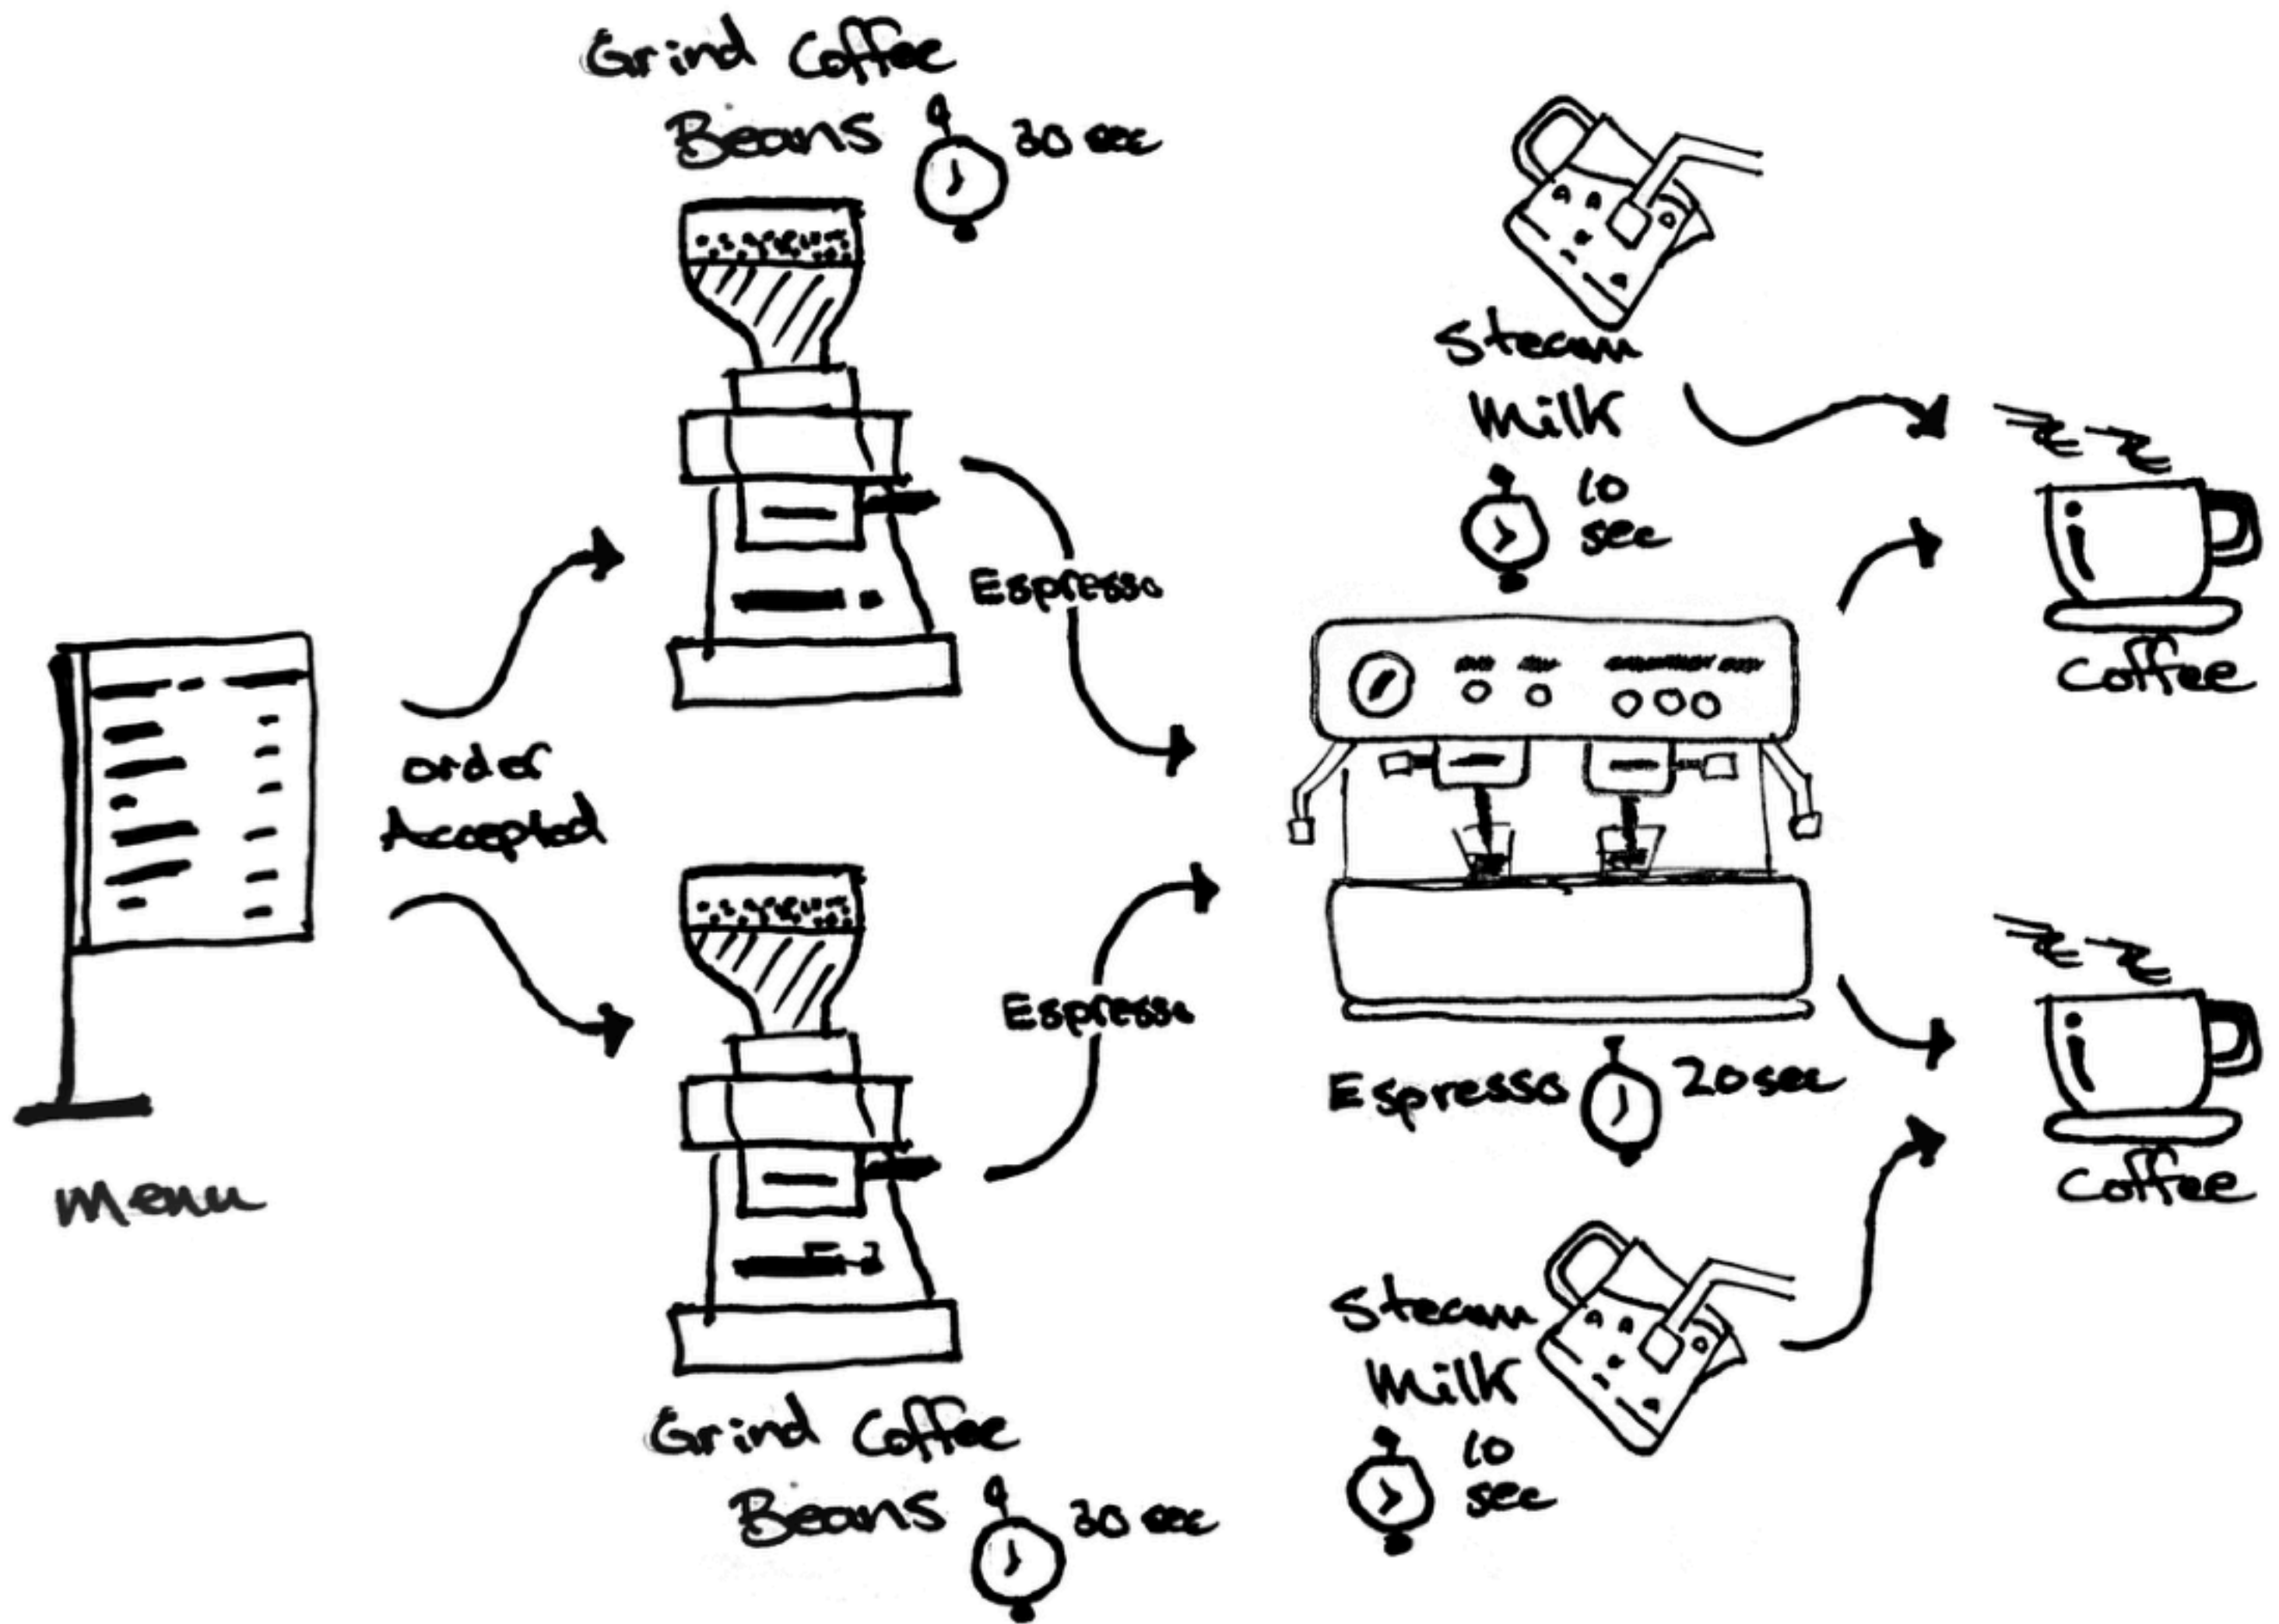 Grind Coffee
Beans
30 sec
Steam
Milk
10
sec
Espresso
Coffee
order
Accepted
Espresso
Espresso
20 sec
Menu
Coffee
Steam
Milk
10
sec
Grind Coffee
Beans
30 sec